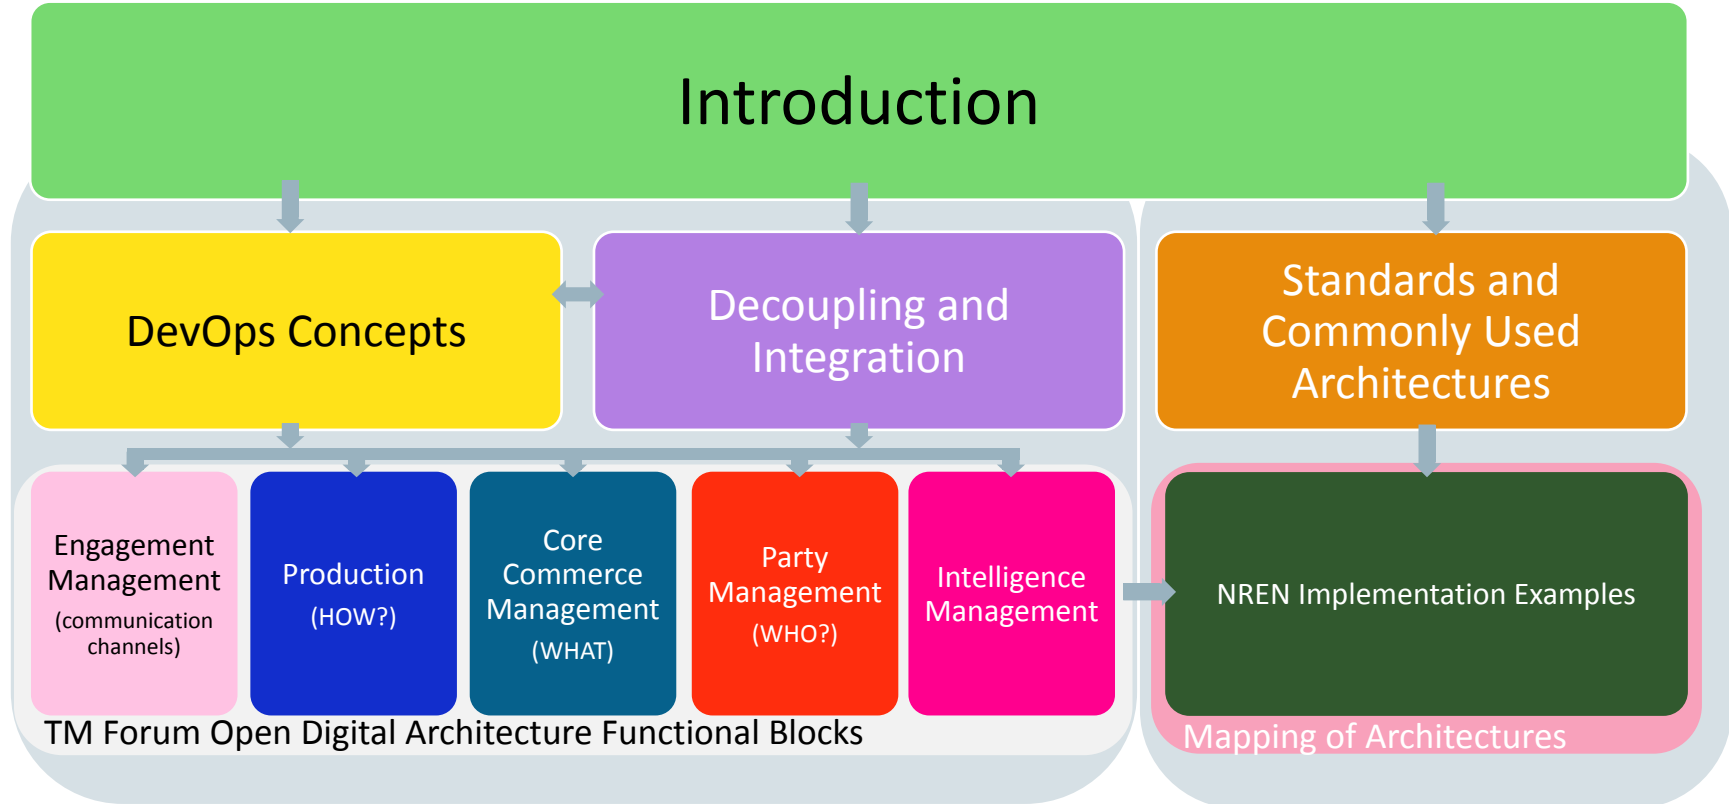 Introduction
DevOps Concepts
Decoupling and
Integration
Standards and
Commonly Used
Architectures
Engagement
Management
(communication
channels)
Production
(HOW?)
Core
Commerce
Management
(WHAT)
Party
Management
(WHO?)
Intelligence
Management
NREN Implementation Examples
TM Forum Open Digital Architecture Functional Blocks
Mapping of Architectures